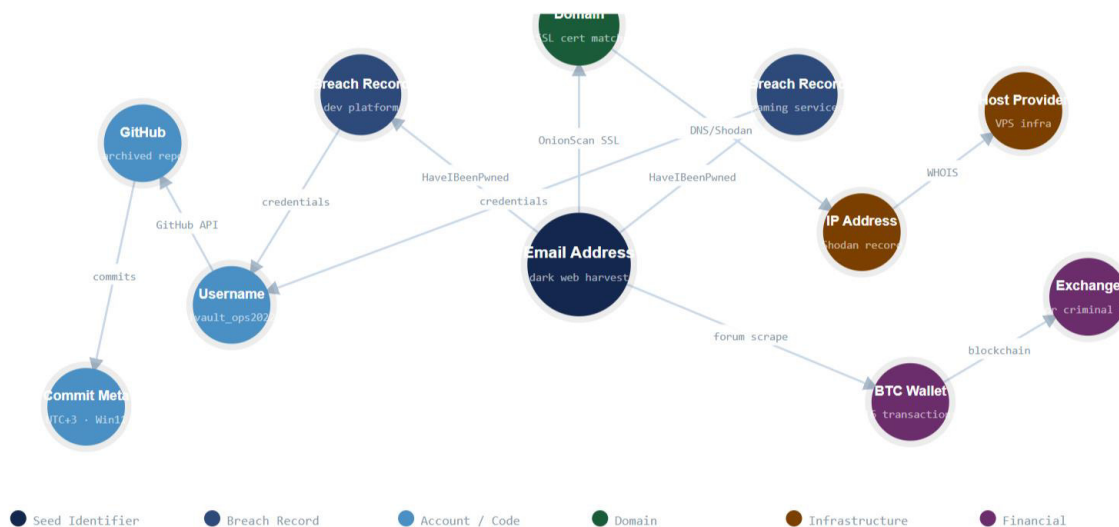 Domain
SSL cert match
Breach Record
dev platform
Breach Record
gaming service
Host Provider
VPS infra
GitHub
archived repo
OnionScan SSL
DNS/Shodan
HaveIBeenPwned
HaveIBeenPwned
WHOIS
credentials
credentials
GitHub API
IP Address
Shodan record
Email Address
dark web harvest
commits
Username
vault_ops202
Exchange
r criminal
forum scrape
blockchain
Commit Meta
UTC+3 · Win11
BTC Wallet
transaction
Seed Identifier
Breach Record
Account / Code
Domain
Infrastructure
Financial